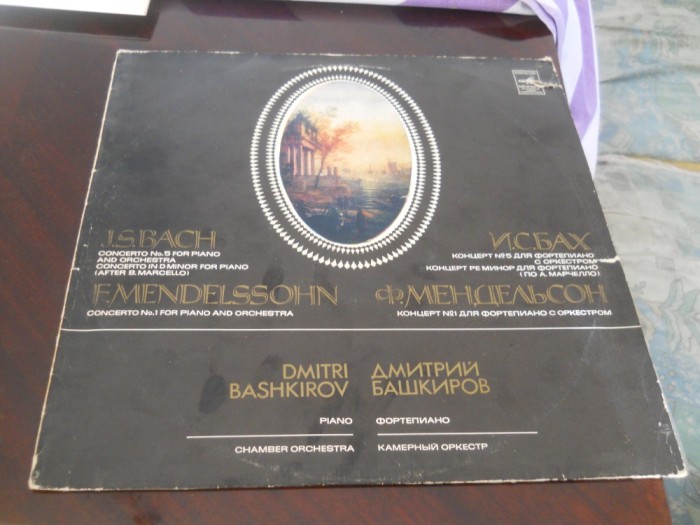 J.S.BACH
CONCERTO No.5 FOR PIANO
AND ORCHESTRA
CONCERTO IN D MINOR FOR PIANO
(AFTER B. MARCELLO)
F.MENDELSSOHN
CONCERTO No.1 FOR PIANO AND ORCHESTRA
И.С.БАХ
КОНЦЕРТ №5 ДЛЯ ФОРТЕПИАНО
С ОРКЕСТРОМ
КОНЦЕРТ РЕ МИНОР ДЛЯ ФОРТЕПИАНО
(ПО А. МАРЧЕЛЛО)
Ф.МЕНДЕЛЬСОН
КОНЦЕРТ №1 ДЛЯ ФОРТЕПИАНО С ОРКЕСТРОМ
DMITRI
BASHKIROV
PIANO
CHAMBER ORCHESTRA
ДМИТРИЙ
БАШКИРОВ
ФОРТЕПИАНО
КАМЕРНЫЙ ОРКЕСТР